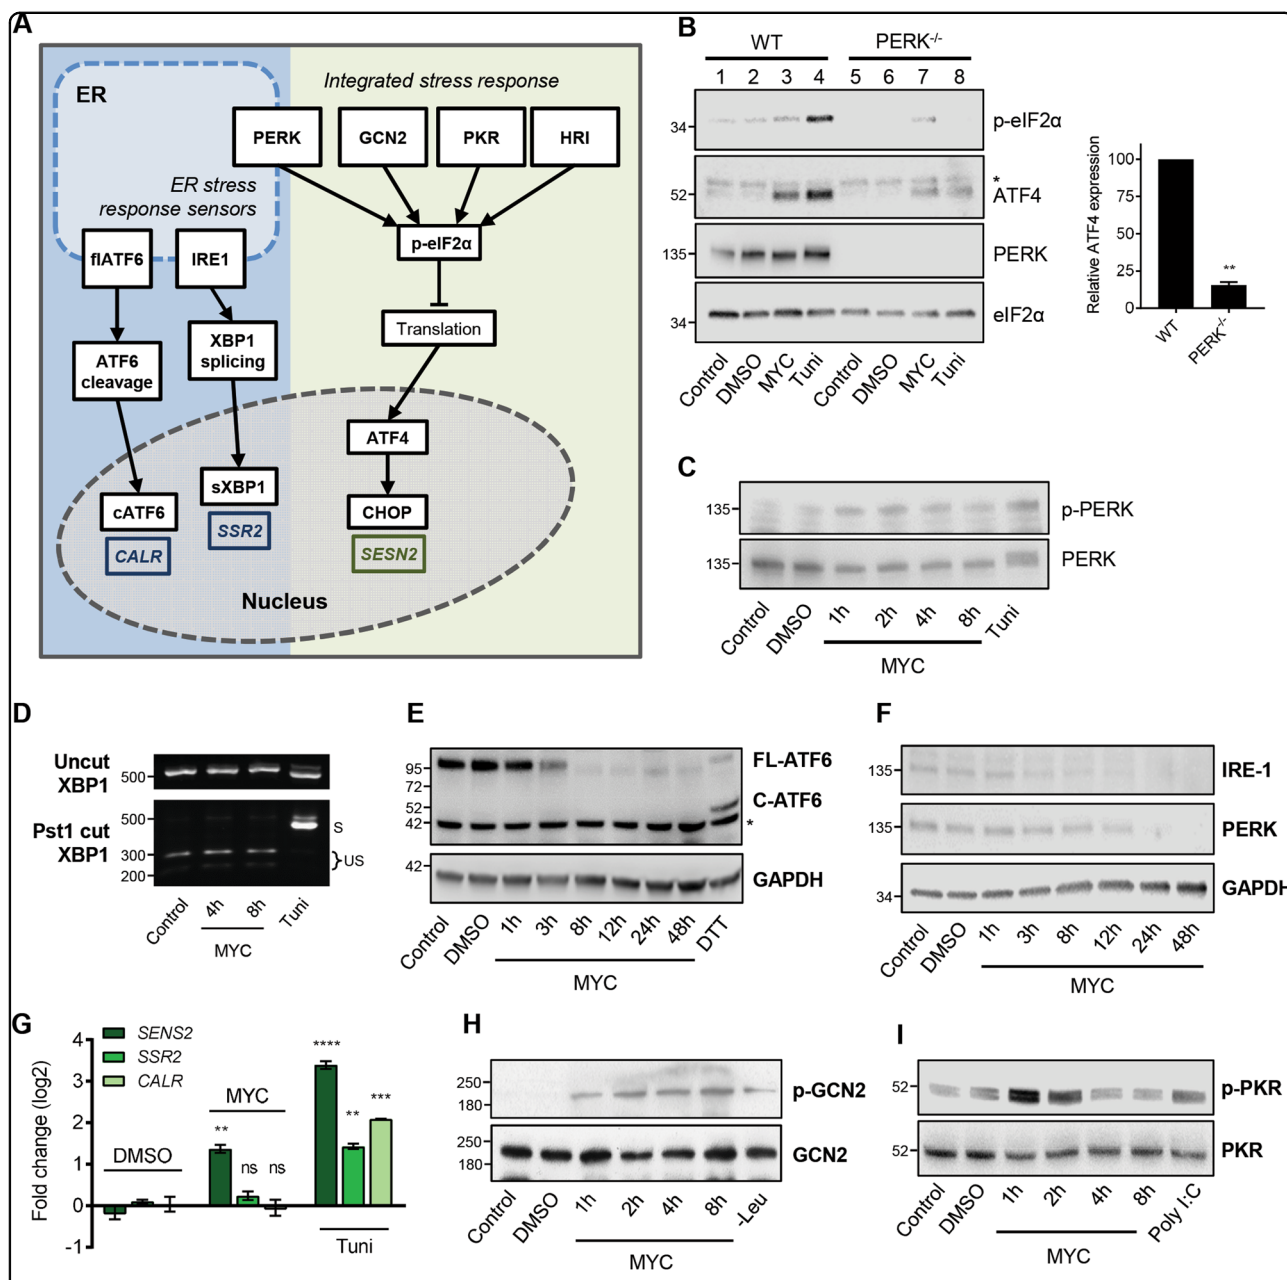 A
ER
Integrated stress response
PERK
GCN2
PKR
HRI
ER stress
response sensors
flATF6
IRE1
p-eIF2α
ATF6
cleavage
XBP1
splicing
Translation
ATF4
cATF6
CALR
sXBP1
SSR2
CHOP
SESN2
Nucleus
B
WT
PERK-/-
1 2 3 4 5 6 7 8
34
p-eIF2α
*
52
ATF4
135
PERK
34
eIF2α
Control DMSO MYC Tuni Control DMSO MYC Tuni
Relative ATF4 expression
100
75
50
25
0
**
WT PERK-/-
C
135
p-PERK
135
PERK
Control DMSO 1h 2h 4h 8h Tuni
MYC
D
Uncut
XBP1
500
Pst1 cut
XBP1
500
300
200
S
US
Control 4h 8h Tuni
MYC
E
95
72
52
42
FL-ATF6
C-ATF6
*
42
GAPDH
Control DMSO 1h 3h 8h 12h 24h 48h DTT
MYC
F
135
IRE-1
135
PERK
34
GAPDH
Control DMSO 1h 3h 8h 12h 24h 48h
MYC
G
Fold change (log2)
4
3
2
1
0
-1
SENS2
SSR2
CALR
DMSO
MYC
** ns ns
**** ** ***
Tuni
H
250
180
p-GCN2
250
180
GCN2
Control DMSO 1h 2h 4h 8h -Leu
MYC
I
52
p-PKR
52
PKR
Control DMSO 1h 2h 4h 8h Poly I:C
MYC